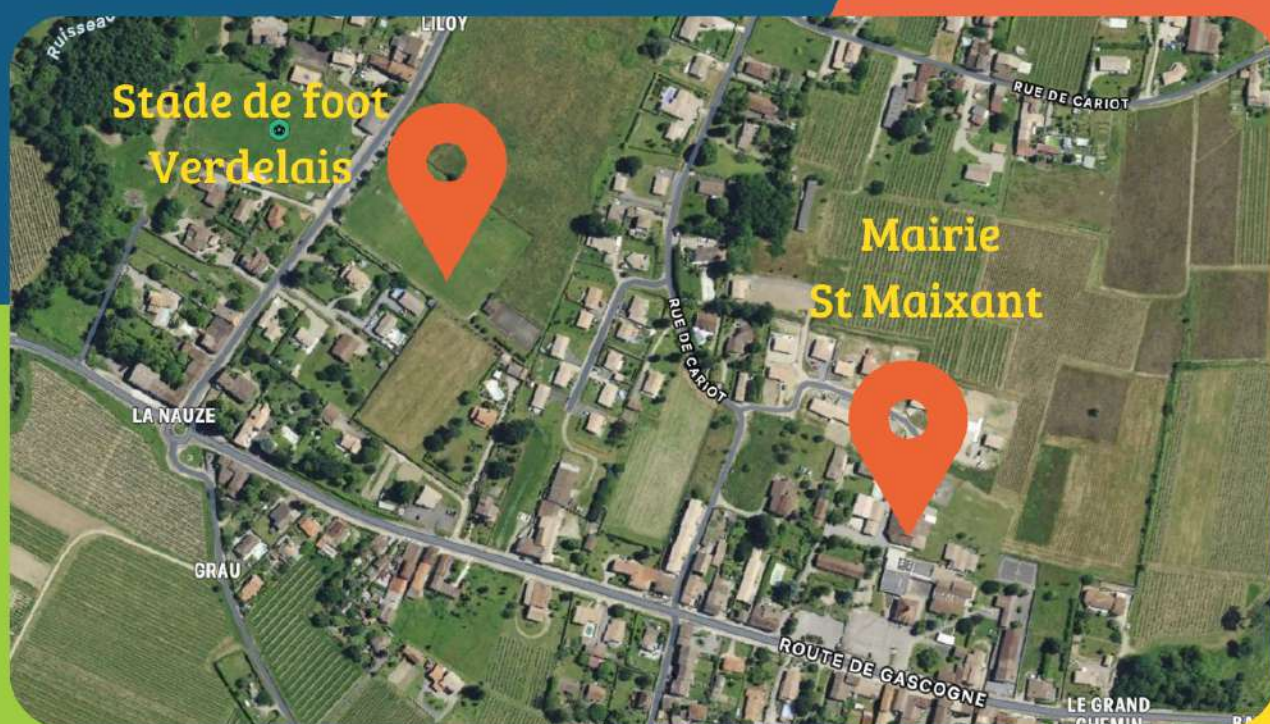 LILOY
Ruisseau
Stade de foot
Verdelais
RUE DE CARIOT
Mairie
St Maixant
RUE DE CARIOT
LA NAUZE
GRAU
ROUTE DE GASCOGNE
LE GRAND
CHEMIN